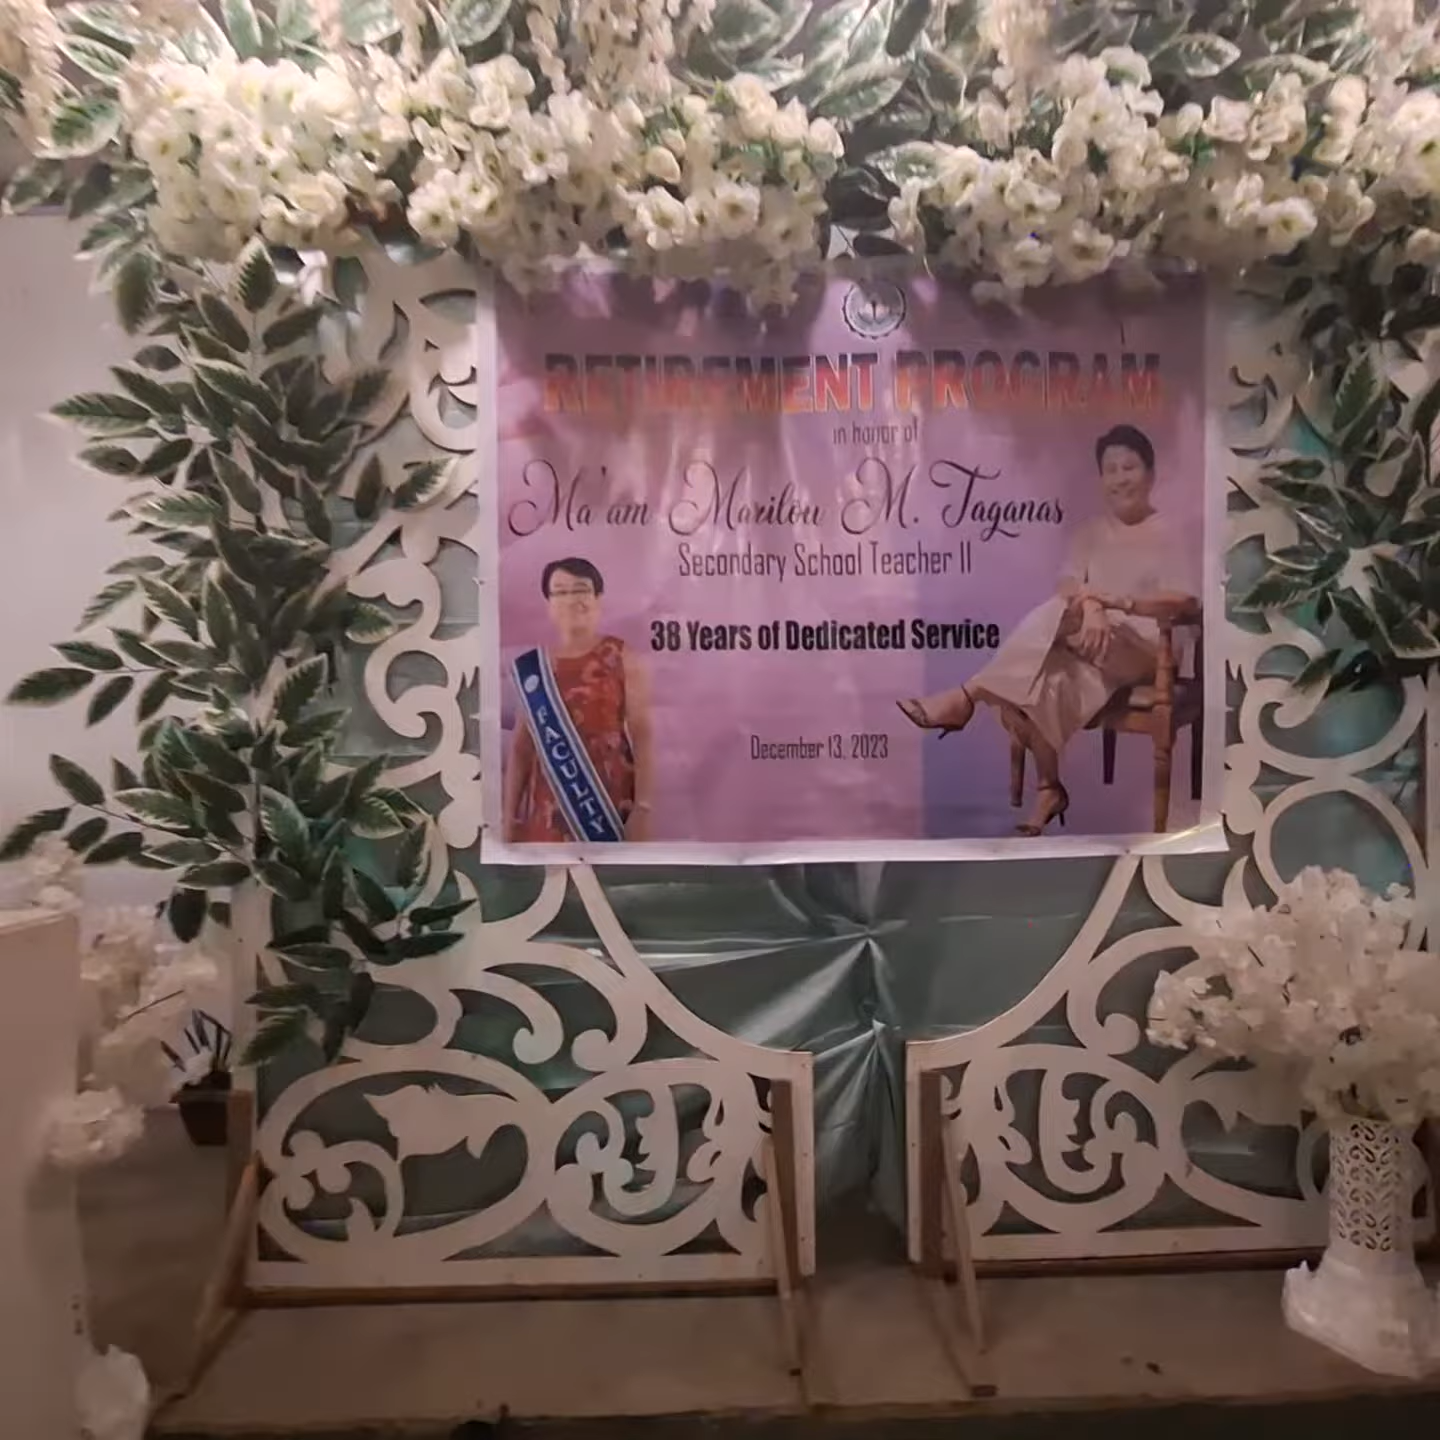 RETIREMENT PROGRAM
in honor of
Ma'am Marilou M. Taganas
Secondary School Teacher II
38 Years of Dedicated Service
December 13, 2023
FACULTY